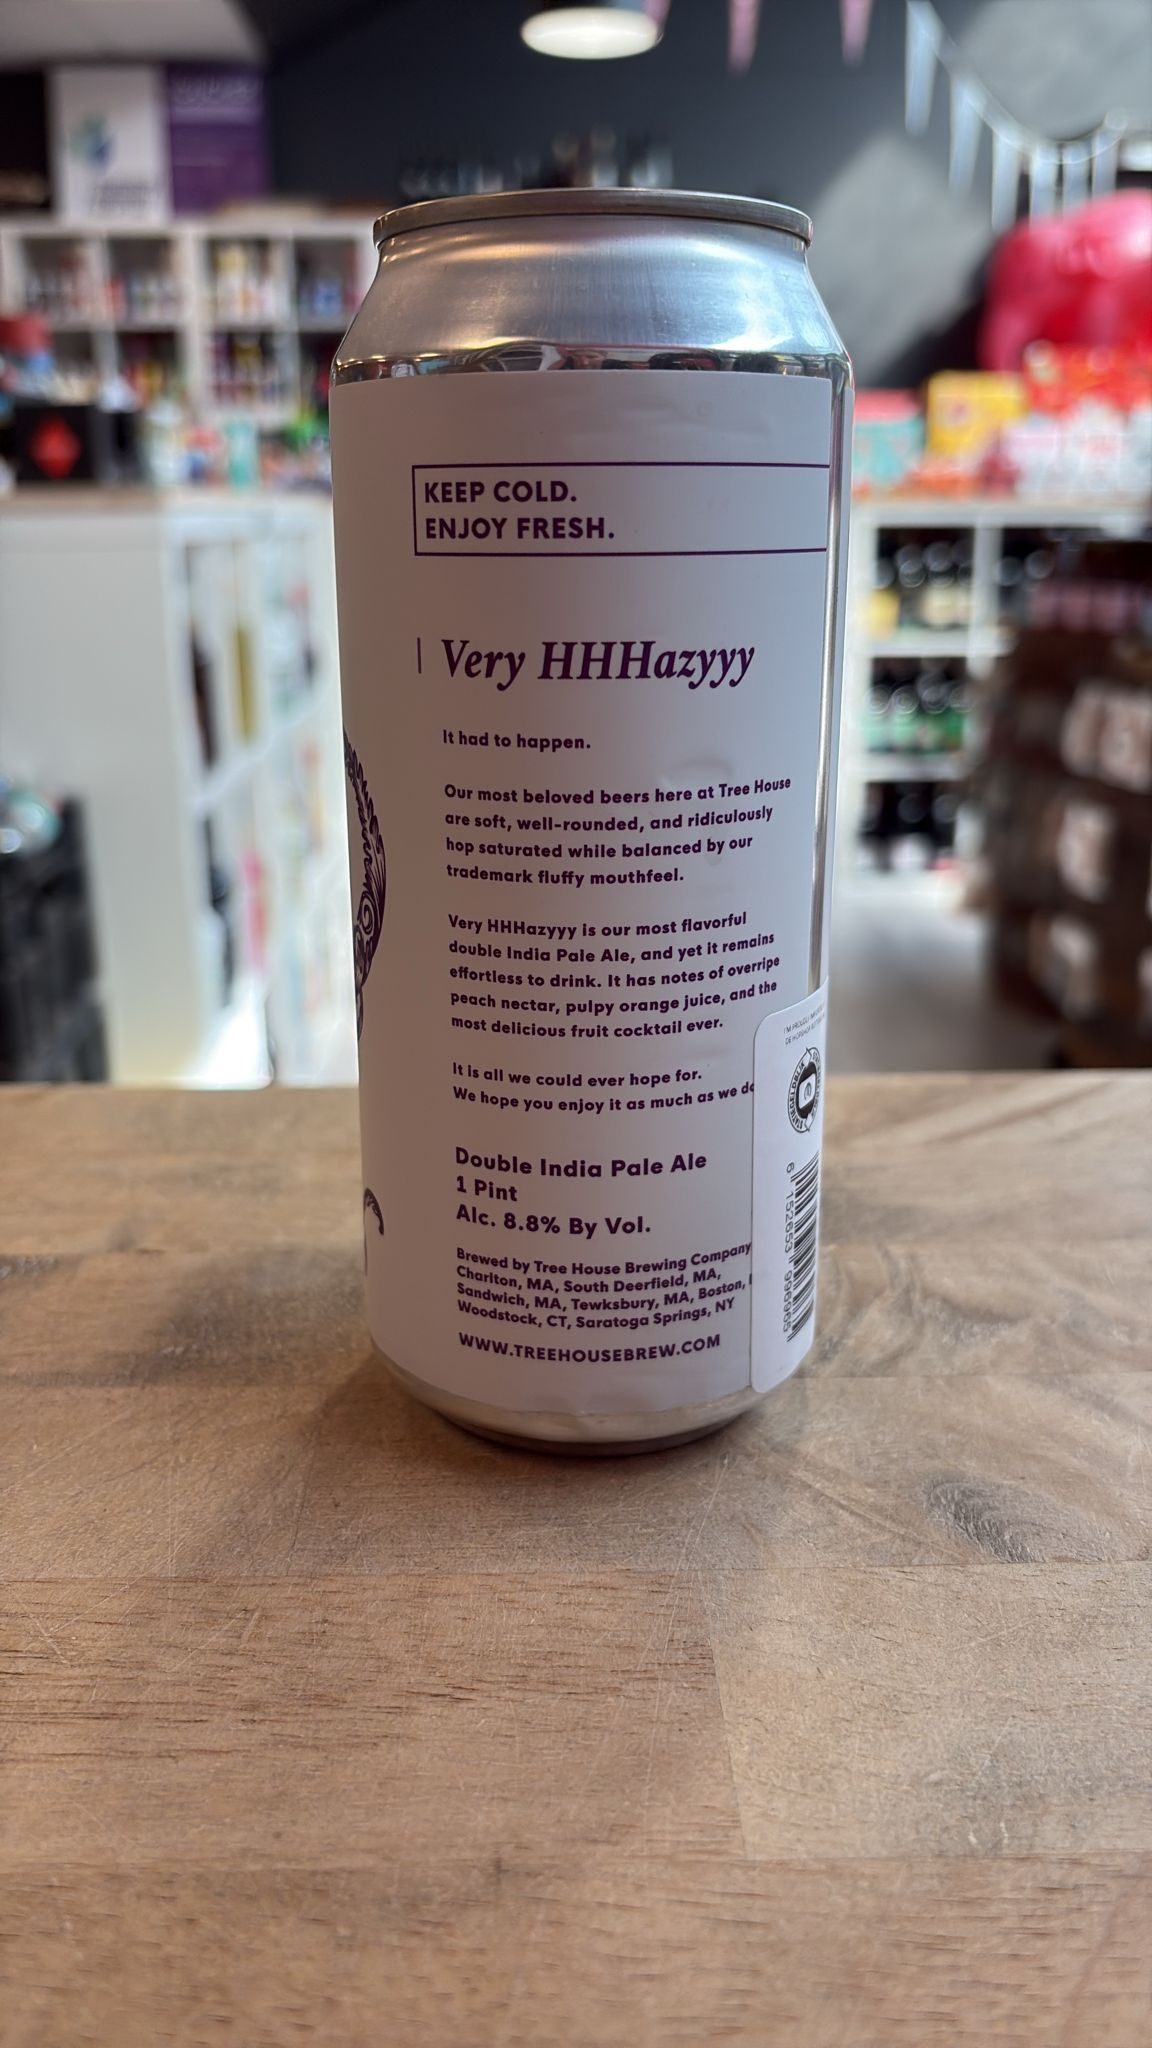 KEEP COLD.
ENJOY FRESH.
Very HHHazyyy
It had to happen.
Our most beloved beers here at Tree House
are soft, well-rounded, and ridiculously
hop saturated while balanced by our
trademark fluffy mouthfeel.
Very HHHazyyy is our most flavorful
double India Pale Ale, and yet it remains
effortless to drink. It has notes of overripe
peach nectar, pulpy orange juice, and the
most delicious fruit cocktail ever.
It is all we could ever hope for.
We hope you enjoy it as much as we do
Double India Pale Ale
1 Pint
Alc. 8.8% By Vol.
Brewed by Tree House Brewing Company
Charlton, MA, South Deerfield, MA,
Sandwich, MA, Tewksbury, MA, Boston,
Woodstock, CT, Saratoga Springs, NY
WWW.TREEHOUSEBREW.COM
STATIEGELDBLIK
6 152653 996965